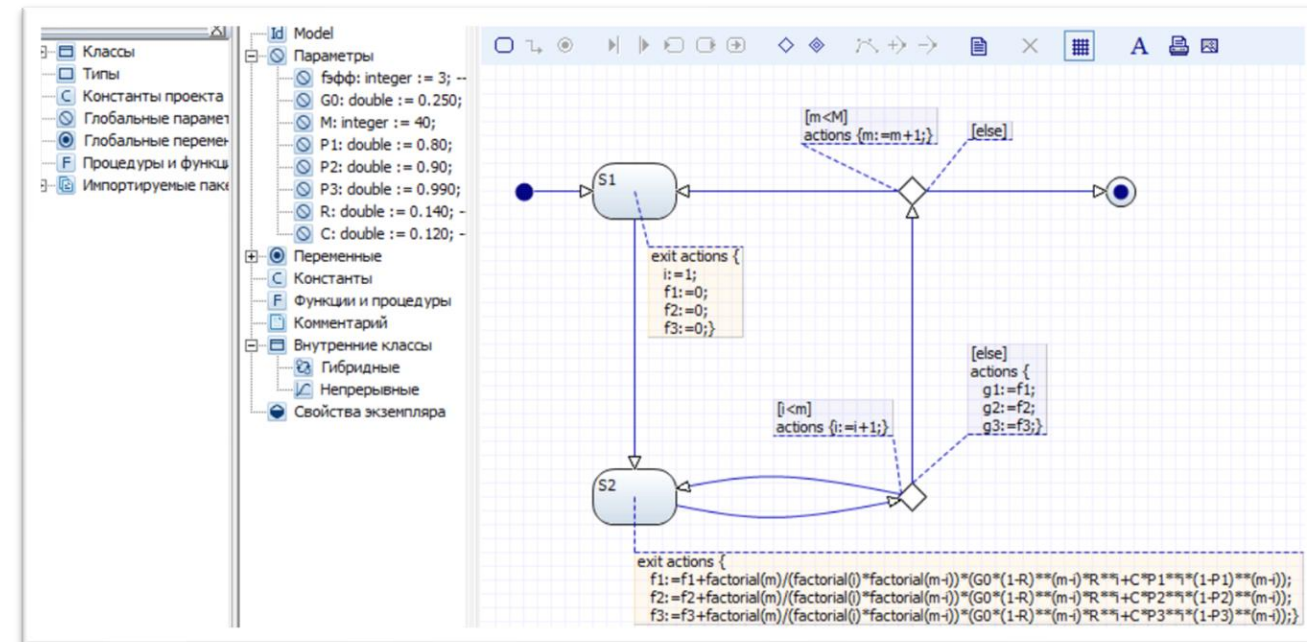 Классы
Типы
Константы проекта
Глобальные парамет
Глобальные перемен
Процедуры и функци
Импортируемые паке
Model
Параметры
fэфф: integer := 3; --
G0: double := 0.250;
M: integer := 40;
P1: double := 0.80;
P2: double := 0.90;
P3: double := 0.990;
R: double := 0.140; --
C: double := 0.120; --
Переменные
Константы
Функции и процедуры
Комментарий
Внутренние классы
Гибридные
Непрерывные
Свойства экземпляра
[m<M]
actions {m:=m+1;}
[else]
S1
exit actions {
i:=1;
f1:=0;
f2:=0;
f3:=0;}
[else]
actions {
g1:=f1;
g2:=f2;
g3:=f3;}
[i<m]
actions {i:=i+1;}
S2
exit actions {
f1:=f1+factorial(m)/(factorial(i)*factorial(m-i))*(G0*(1-R)**(m-i)*R**i+C*P1**i*(1-P1)**(m-i));
f2:=f2+factorial(m)/(factorial(i)*factorial(m-i))*(G0*(1-R)**(m-i)*R**i+C*P2**i*(1-P2)**(m-i));
f3:=f3+factorial(m)/(factorial(i)*factorial(m-i))*(G0*(1-R)**(m-i)*R**i+C*P3**i*(1-P3)**(m-i));}